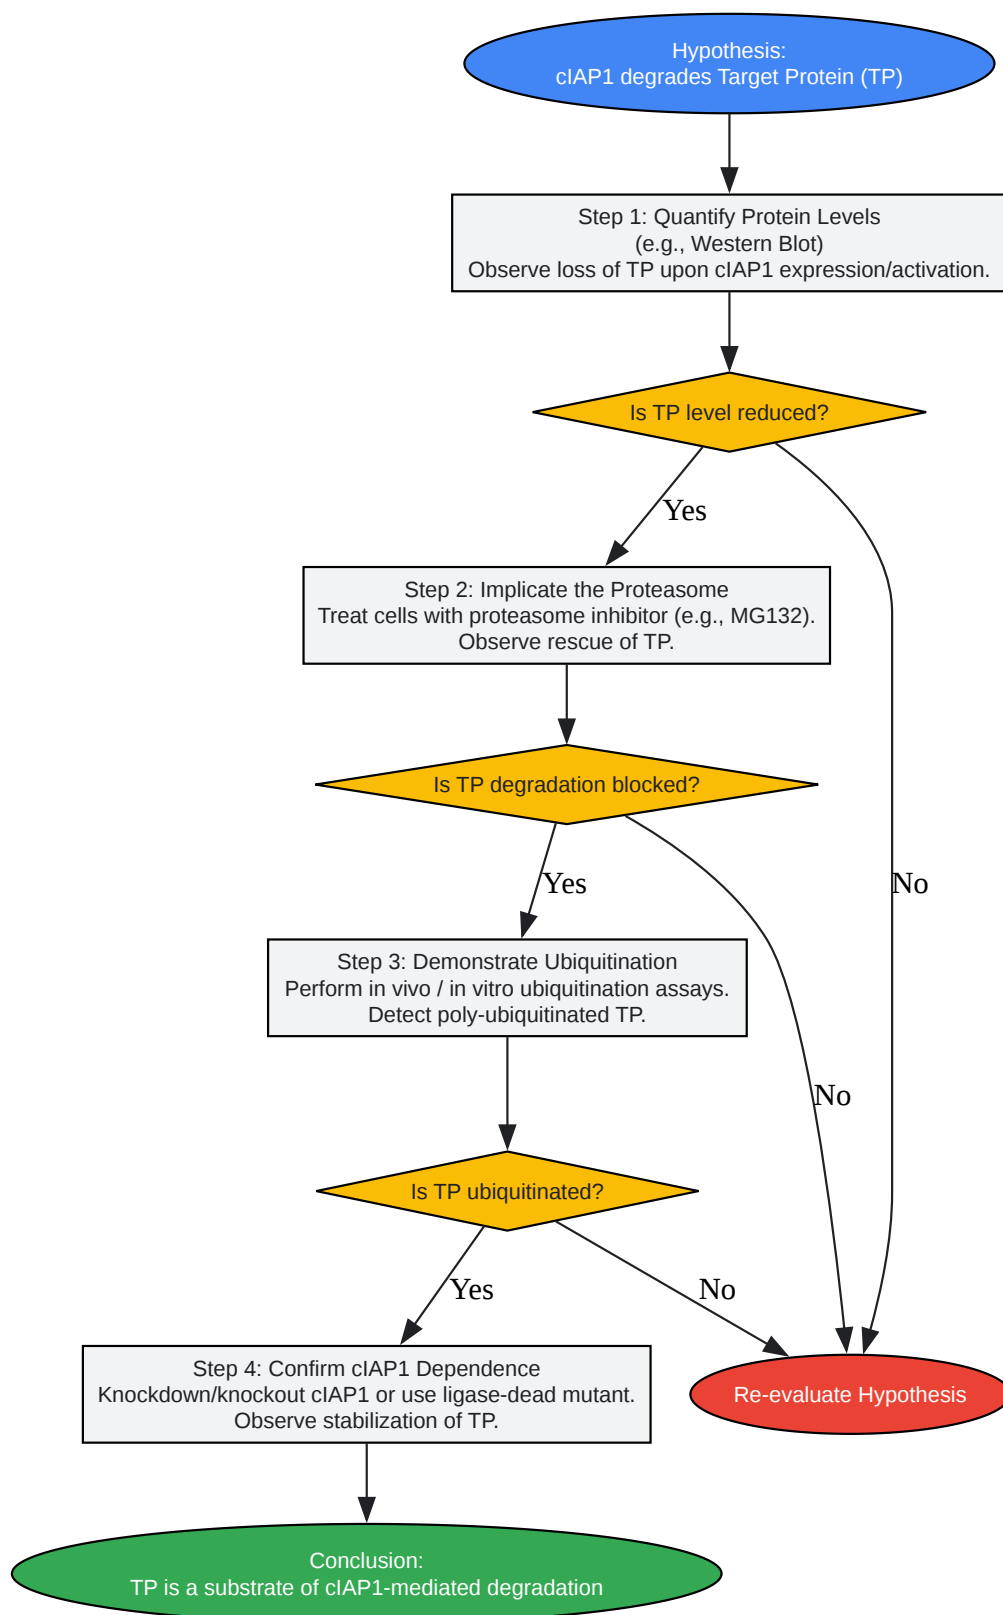 Hypothesis:
cIAP1 degrades Target Protein (TP)
Step 1: Quantify Protein Levels
(e.g., Western Blot)
Observe loss of TP upon cIAP1 expression/activation.
Is TP level reduced?
Yes
Step 2: Implicate the Proteasome
Treat cells with proteasome inhibitor (e.g., MG132).
Observe rescue of TP.
Is TP degradation blocked?
Yes
No
Step 3: Demonstrate Ubiquitination
Perform in vivo / in vitro ubiquitination assays.
Detect poly-ubiquitinated TP.
No
Is TP ubiquitinated?
Yes
No
Step 4: Confirm cIAP1 Dependence
Knockdown/knockout cIAP1 or use ligase-dead mutant.
Observe stabilization of TP.
Re-evaluate Hypothesis
Conclusion:
TP is a substrate of cIAP1-mediated degradation